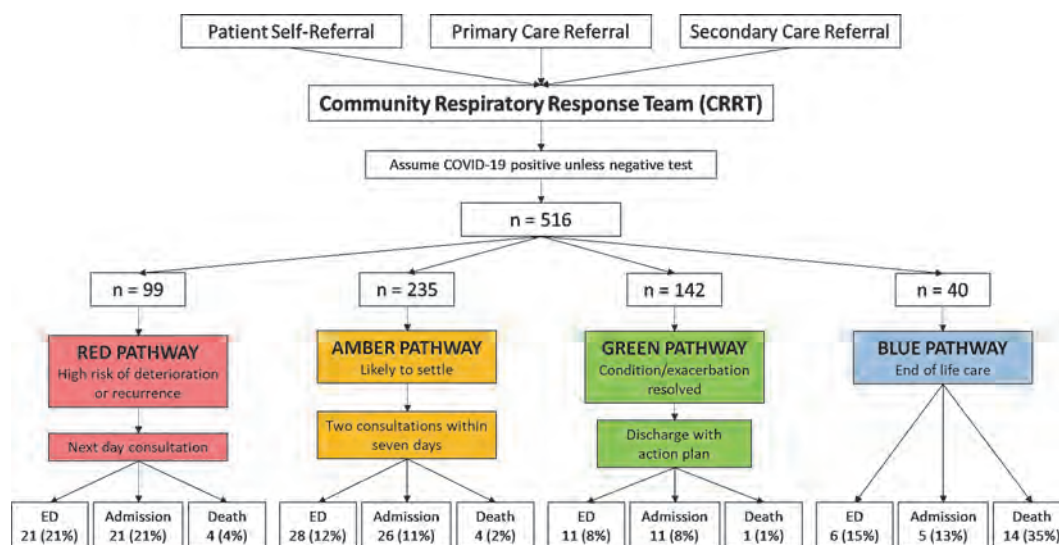 Patient Self-Referral
Primary Care Referral
Secondary Care Referral
Community Respiratory Response Team (CRRT)
Assume COVID-19 positive unless negative test
n = 516
n = 99
n = 235
n = 142
n = 40
RED PATHWAY
High risk of deterioration
or recurrence
AMBER PATHWAY
Likely to settle
GREEN PATHWAY
Condition/exacerbation
resolved
BLUE PATHWAY
End of life care
Next day consultation
Two consultations within
seven days
Discharge with
action plan
ED
21 (21%)
Admission
21 (21%)
Death
4 (4%)
ED
28 (12%)
Admission
26 (11%)
Death
4 (2%)
ED
11 (8%)
Admission
11 (8%)
Death
1 (1%)
ED
6 (15%)
Admission
5 (13%)
Death
14 (35%)